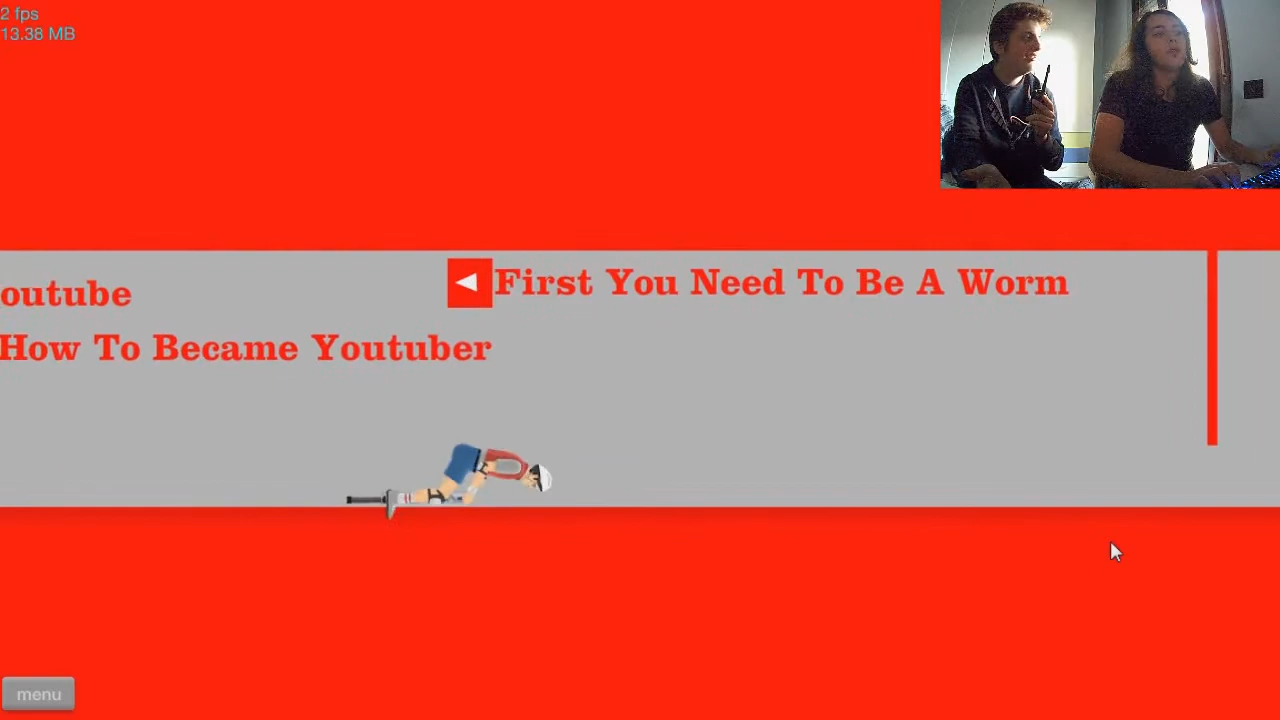 2 fps
13.38 MB
First You Need To Be A Worm
outube
How To Became Youtuber
menu